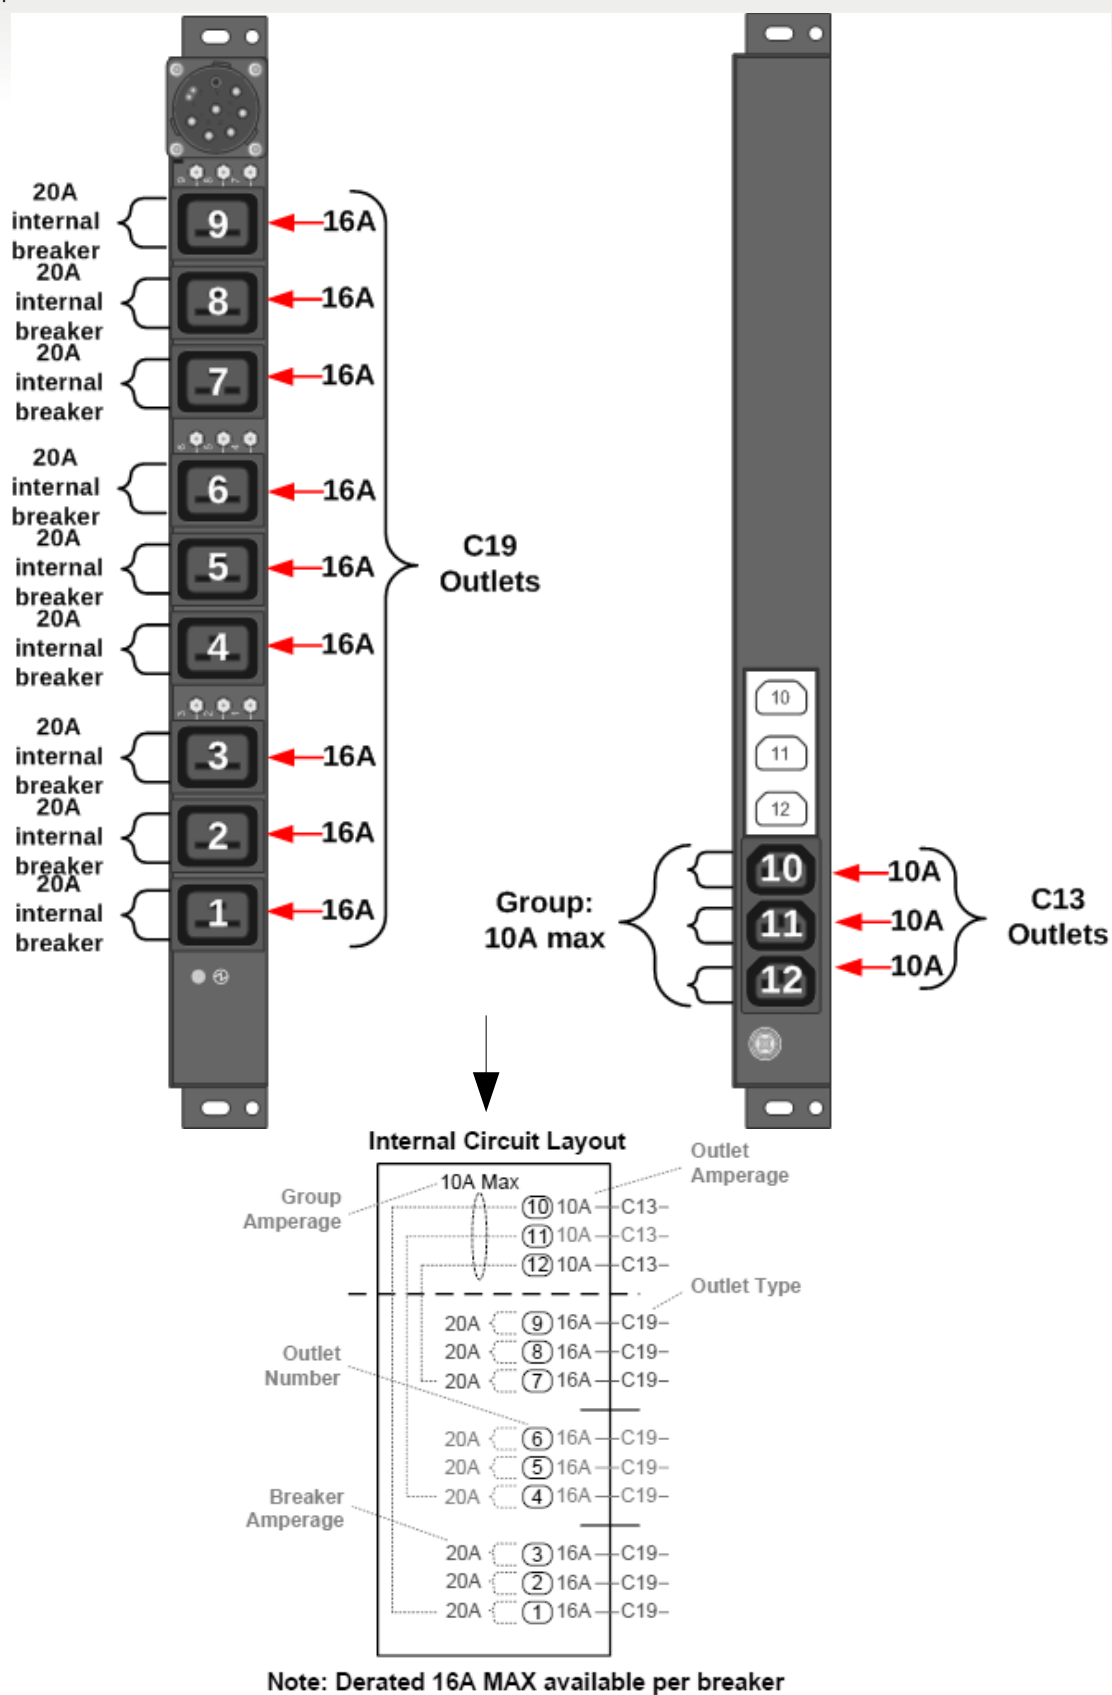 20A
internal
breaker
9
16A
20A
internal
breaker
8
16A
20A
internal
breaker
7
16A
20A
internal
breaker
6
16A
20A
internal
breaker
5
16A
20A
internal
breaker
4
16A
20A
internal
breaker
3
16A
20A
internal
breaker
2
16A
20A
internal
breaker
1
16A
C19
Outlets
10
11
12
Group:
10A max
10
10A
11
10A
12
10A
C13
Outlets
Internal Circuit Layout
Outlet
Amperage
Group
Amperage
10A Max
10 10A C13
11 10A C13
12 10A C13
Outlet Type
20A 9 16A C19
20A 8 16A C19
20A 7 16A C19
Outlet
Number
20A 6 16A C19
20A 5 16A C19
20A 4 16A C19
Breaker
Amperage
20A 3 16A C19
20A 2 16A C19
20A 1 16A C19
Note: Derated 16A MAX available per breaker